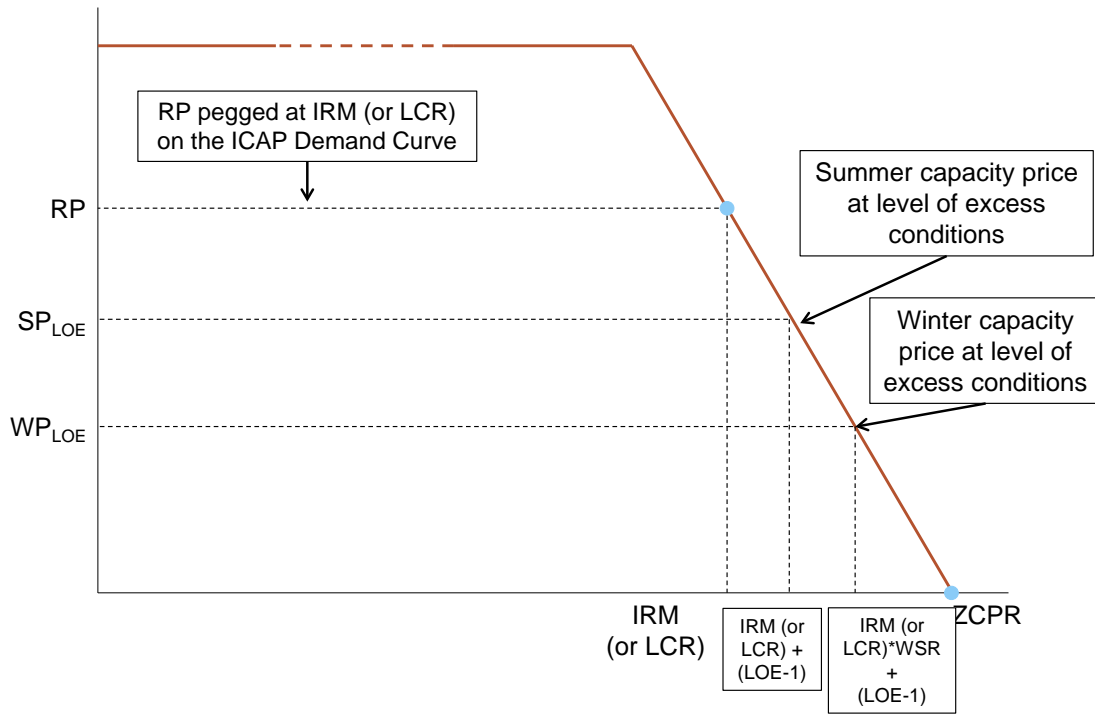 RP pegged at IRM (or LCR)
on the ICAP Demand Curve
Summer capacity price
at level of excess
conditions
RP
SP_LOE
Winter capacity
price at level of
excess conditions
WP_LOE
IRM
(or LCR)
IRM (or
LCR) +
(LOE-1)
IRM (or
LCR)*WSR
+
(LOE-1)
ZCPR